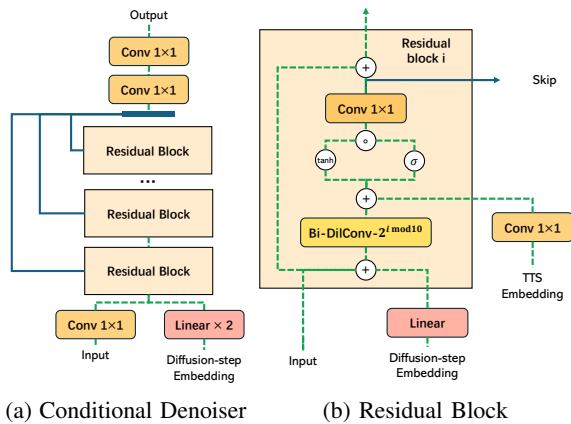 Output
Conv 1×1
Conv 1×1
Residual Block
...
Residual Block
Residual Block
Conv 1×1
Linear × 2
Input
Diffusion-step
Embedding
(a) Conditional Denoiser
Residual
block i
+
Skip
Conv 1×1
∘
tanh
σ
+
Bi-DilConv-2^{i mod10}
Conv 1×1
+
TTS
Embedding
Linear
Input
Diffusion-step
Embedding
(b) Residual Block